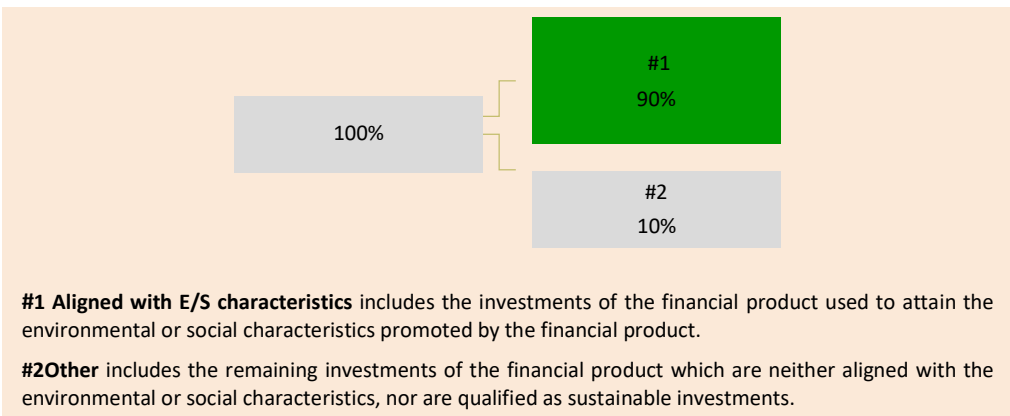 #1
90%
100%
#2
10%
#1 Aligned with E/S characteristics includes the investments of the financial product used to attain the
environmental or social characteristics promoted by the financial product.
#2Other includes the remaining investments of the financial product which are neither aligned with the
environmental or social characteristics, nor are qualified as sustainable investments.